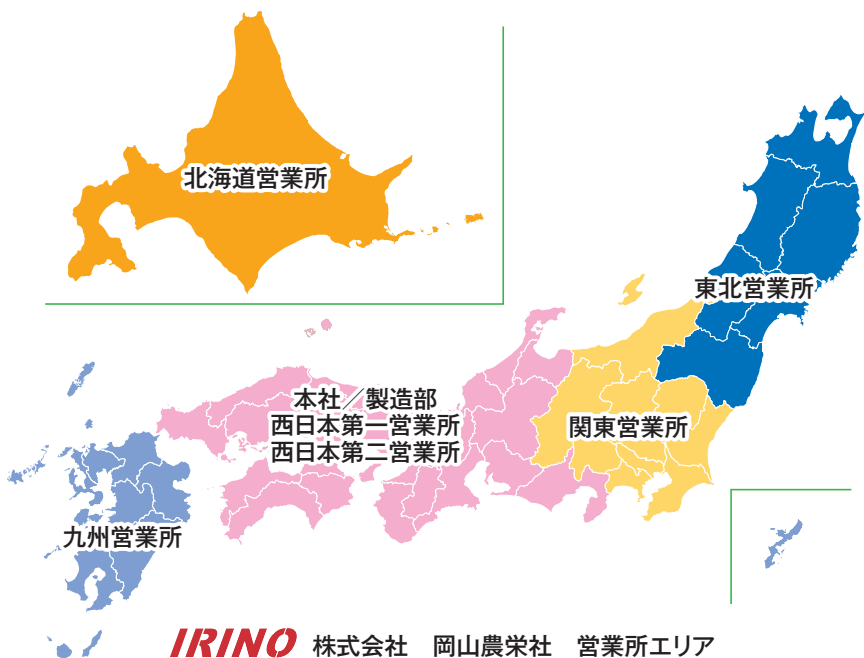 北海道営業所
東北営業所
本社／製造部
西日本第一営業所
西日本第二営業所
関東営業所
九州営業所
IRINO 株式会社 岡山農栄社 営業所エリア